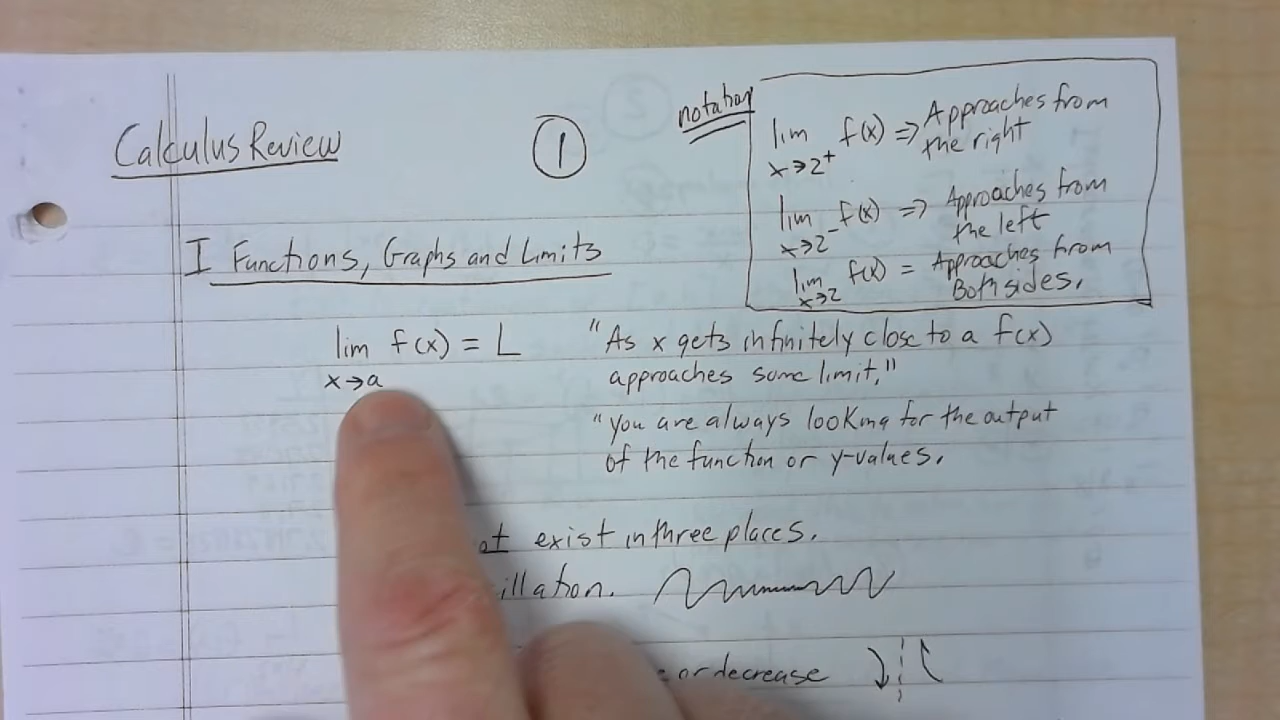 Calculus Review
1
notation
lim f(x) => Approaches from
x→2⁺ the right
lim f(x) => Approaches from
x→2⁻ the left
lim f(x) = Approaches from
x→2 Both sides.
I Functions, Graphs and Limits
lim f(x) = L "As x gets infinitely close to a f(x)
x→a approaches some limit."
"you are always looking for the output
of the function or y-values.
exist in three places.
or decrease